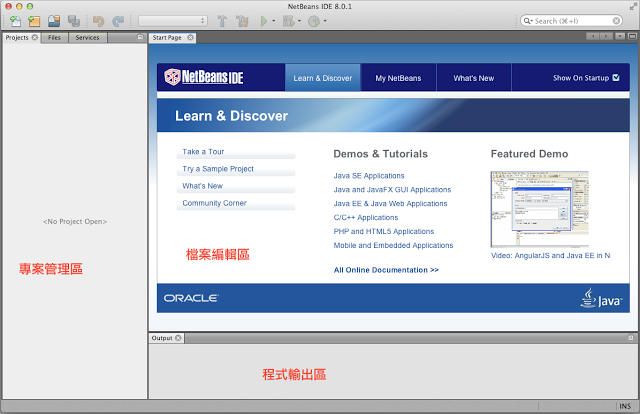 NetBeans IDE 8.0.1
Search (⌘+I)
Projects
Files
Services
Start Page
NetBeans IDE
Learn & Discover
My NetBeans
What's New
Show On Startup
Learn & Discover
Take a Tour
Try a Sample Project
What's New
Community Corner
Demos & Tutorials
Java SE Applications
Java and JavaFX GUI Applications
Java EE & Java Web Applications
C/C++ Applications
PHP and HTML5 Applications
Mobile and Embedded Applications
All Online Documentation >>
Featured Demo
Video: AngularJS and Java EE in N
<No Project Open>
專案管理區
檔案編輯區
ORACLE
Java
Output
程式輸出區
INS